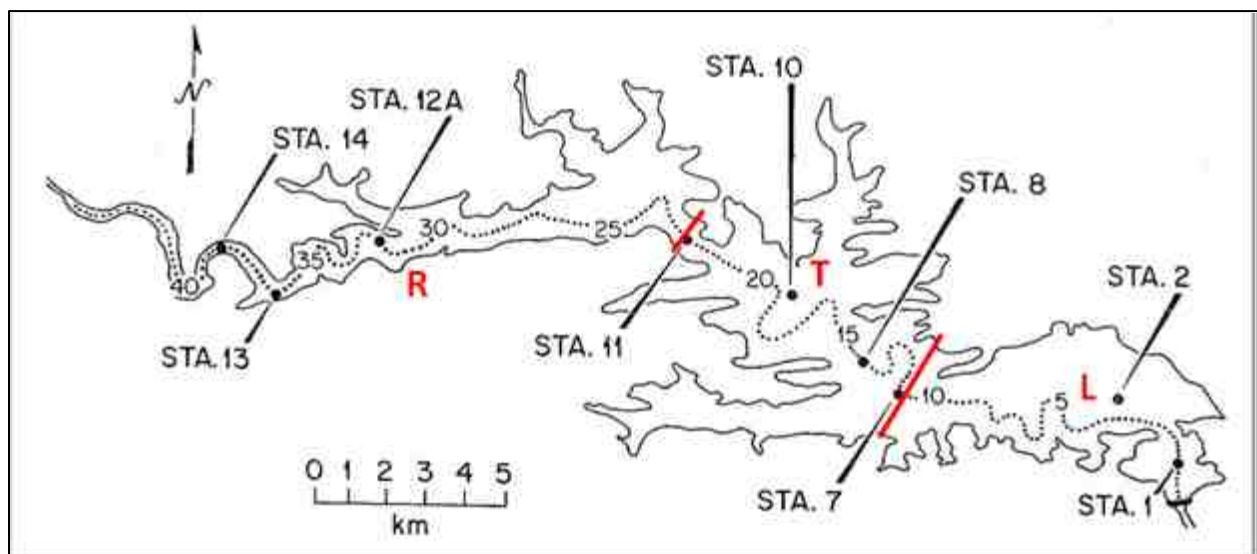 STA. 10
N
STA. 12A
STA. 14
STA. 8
30
25
35
20
T
STA. 2
40
R
15
STA. 13
STA. 11
10
5
L
0 1 2 3 4 5
km
STA. 7
STA. 1